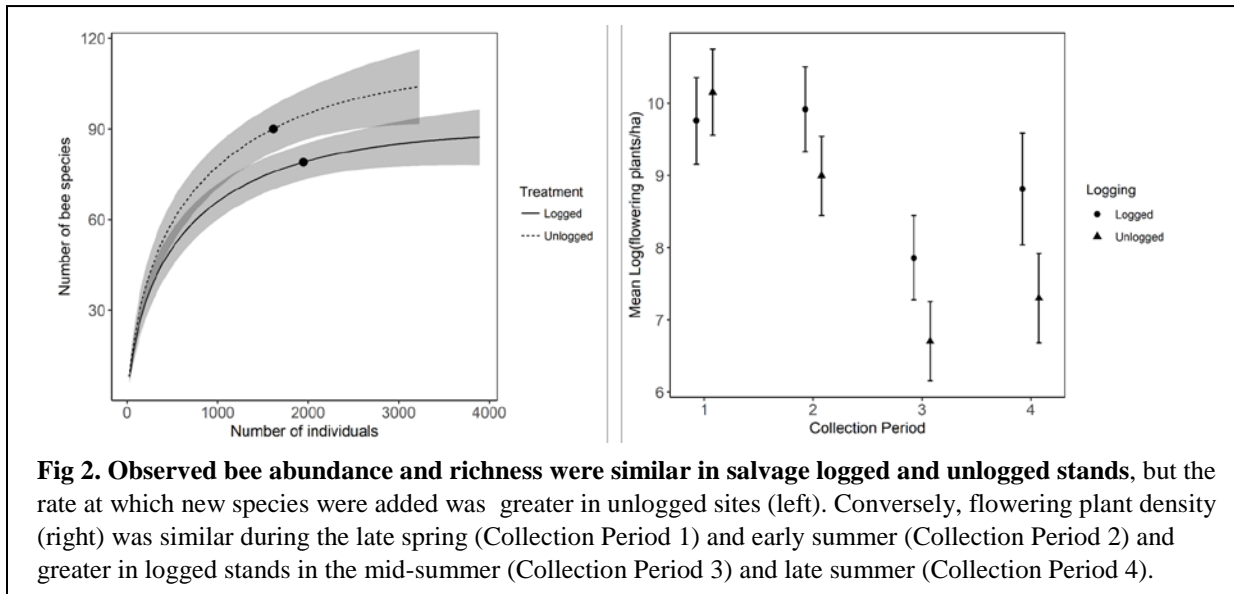 120
90
60
30
0
1000
2000
3000
4000
Number of bee species
Number of individuals
Treatment
Logged
Unlogged
10
9
8
7
6
1
2
3
4
Mean Log(flowering plants/ha)
Collection Period
Logging
Logged
Unlogged
Fig 2. Observed bee abundance and richness were similar in salvage logged and unlogged stands, but the
rate at which new species were added was greater in unlogged sites (left). Conversely, flowering plant density
(right) was similar during the late spring (Collection Period 1) and early summer (Collection Period 2) and
greater in logged stands in the mid-summer (Collection Period 3) and late summer (Collection Period 4).